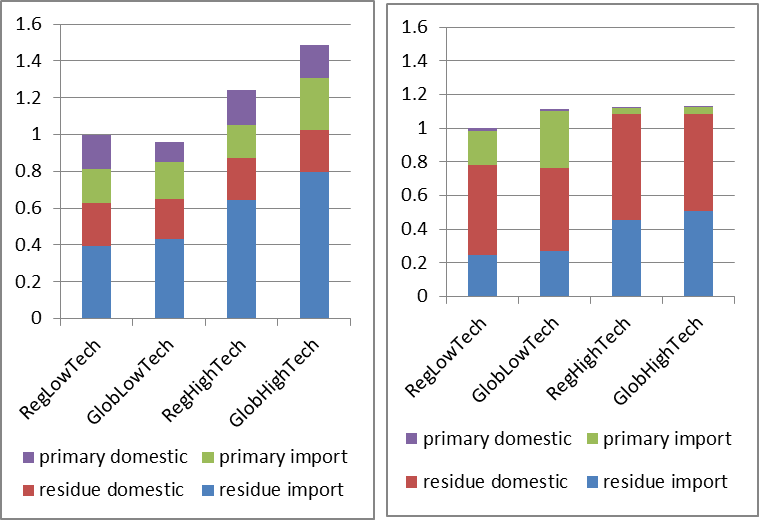 1.6
1.4
1.2
1
0.8
0.6
0.4
0.2
0
RegLowTech
GlobLowTech
RegHighTech
GlobHighTech
primary domestic
primary import
residue domestic
residue import
1.6
1.4
1.2
1
0.8
0.6
0.4
0.2
0
RegLowTech
GlobLowTech
RegHighTech
GlobHighTech
primary domestic
primary import
residue domestic
residue import